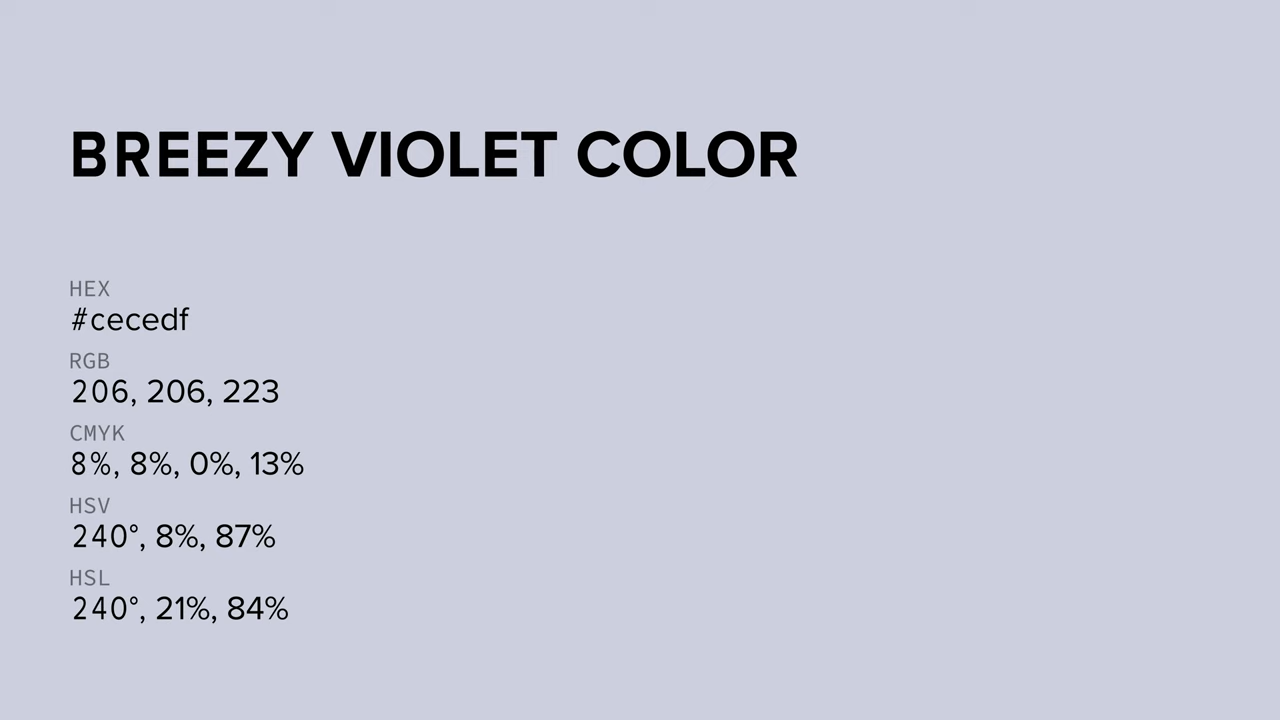 BREEZY VIOLET COLOR
HEX
#cecedf
RGB
206, 206, 223
CMYK
8%, 8%, 0%, 13%
HSV
240°, 8%, 87%
HSL
240°, 21%, 84%